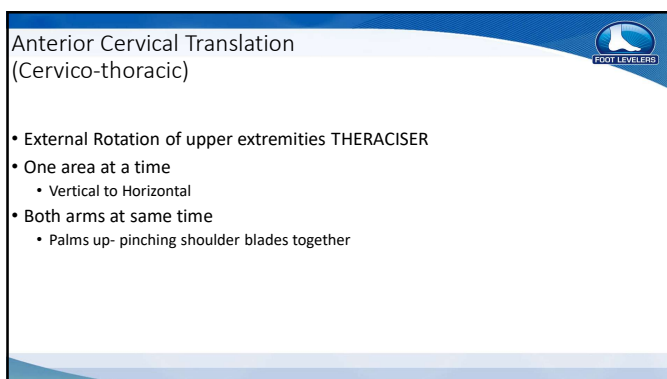 Anterior Cervical Translation
(Cervico-thoracic)
FOOT LEVELERS
• External Rotation of upper extremities THERACISER
• One area at a time
• Vertical to Horizontal
• Both arms at same time
• Palms up- pinching shoulder blades together